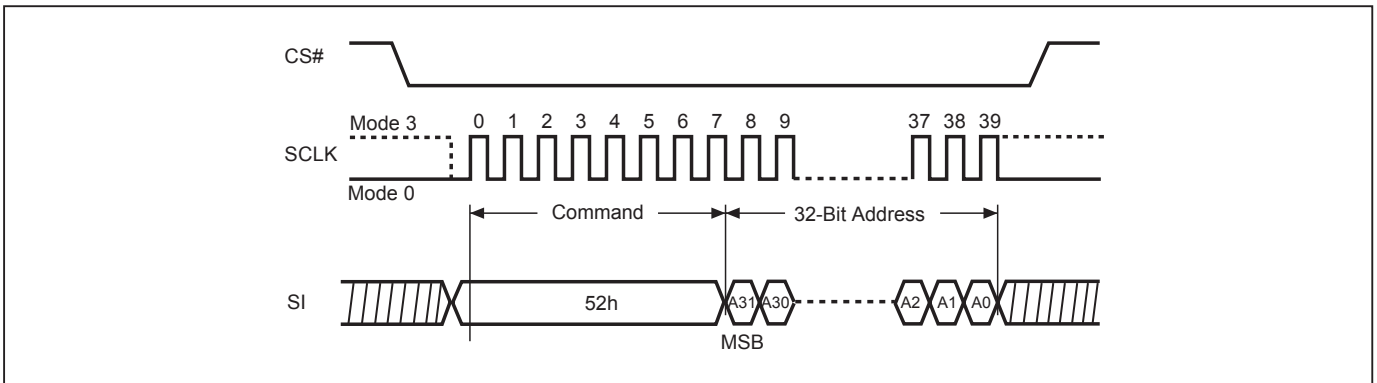 CS#
Mode 3
0 1 2 3 4 5 6 7 8 9 37 38 39
SCLK
Mode 0
Command 32-Bit Address
SI 52h A31 A30 A2 A1 A0
MSB